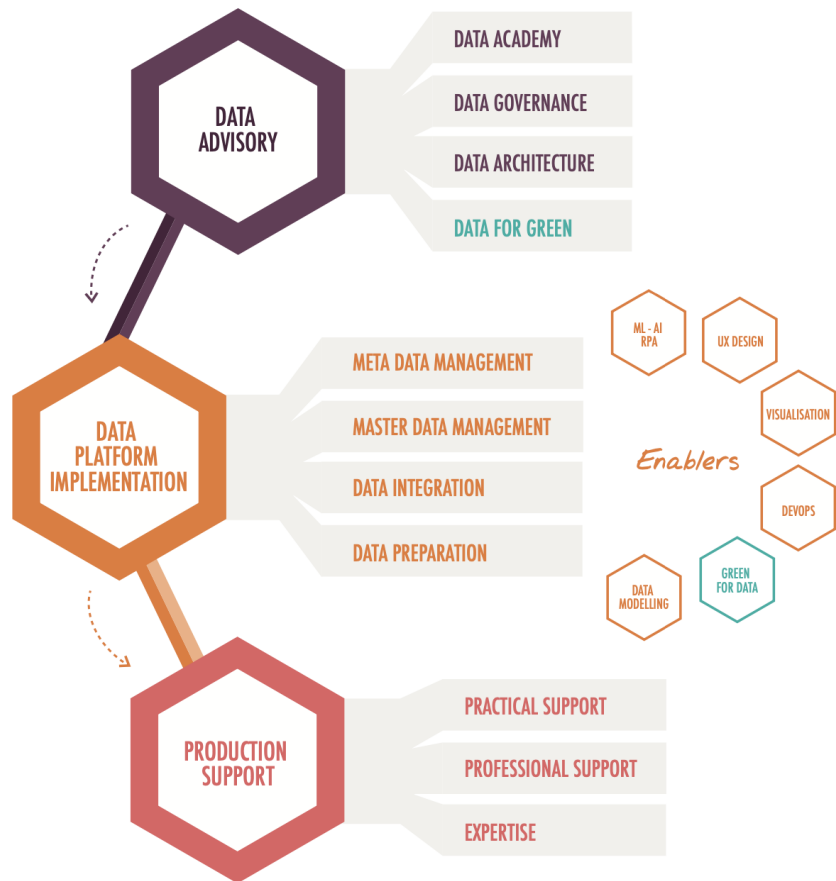 DATA
ADVISORY
DATA ACADEMY
DATA GOVERNANCE
DATA ARCHITECTURE
DATA FOR GREEN
DATA
PLATFORM
IMPLEMENTATION
META DATA MANAGEMENT
MASTER DATA MANAGEMENT
DATA INTEGRATION
DATA PREPARATION
Enablers
ML - AI
RPA
UX DESIGN
VISUALISATION
DEVOPS
GREEN
FOR DATA
DATA
MODELLING
PRODUCTION
SUPPORT
PRACTICAL SUPPORT
PROFESSIONAL SUPPORT
EXPERTISE